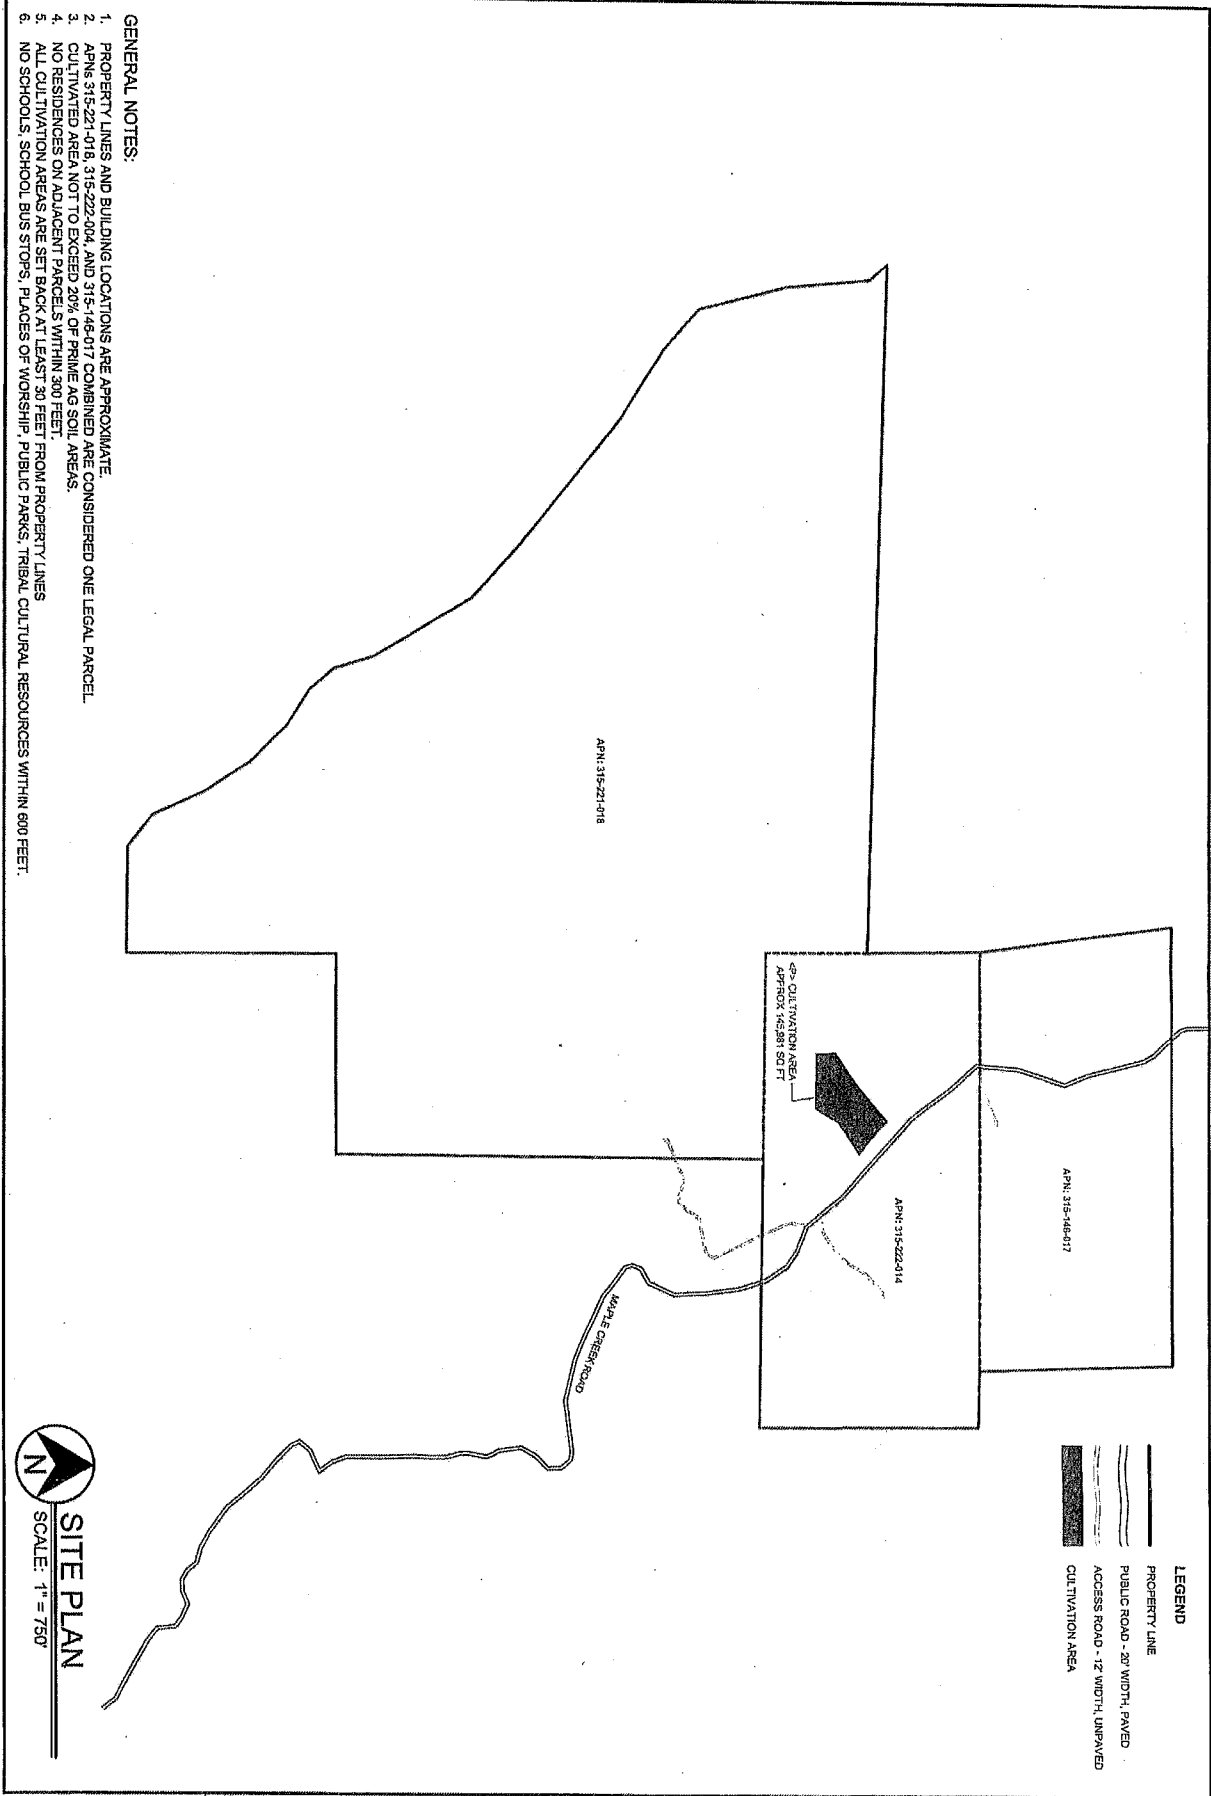 LEGEND
PROPERTY LINE
PUBLIC ROAD - 20' WIDTH, PAVED
ACCESS ROAD - 12' WIDTH, UNPAVED
CULTIVATION AREA
APN: 315-146-017
APN: 315-222-014
<P> CULTIVATION AREA
APPROX 145,981 SQ FT
APN: 315-221-018
MAPLE CREEK ROAD
GENERAL NOTES:
1. PROPERTY LINES AND BUILDING LOCATIONS ARE APPROXIMATE.
2. APNs 315-221-018, 315-222-004, AND 315-146-017 COMBINED ARE CONSIDERED ONE LEGAL PARCEL.
3. CULTIVATED AREA NOT TO EXCEED 20% OF PRIME AG SOIL AREAS.
4. NO RESIDENCES ON ADJACENT PARCELS WITHIN 300 FEET.
5. ALL CULTIVATION AREAS ARE SET BACK AT LEAST 30 FEET FROM PROPERTY LINES
6. NO SCHOOLS, SCHOOL BUS STOPS, PLACES OF WORSHIP, PUBLIC PARKS, TRIBAL CULTURAL RESOURCES WITHIN 600 FEET.
N
SITE PLAN
SCALE: 1" = 750'